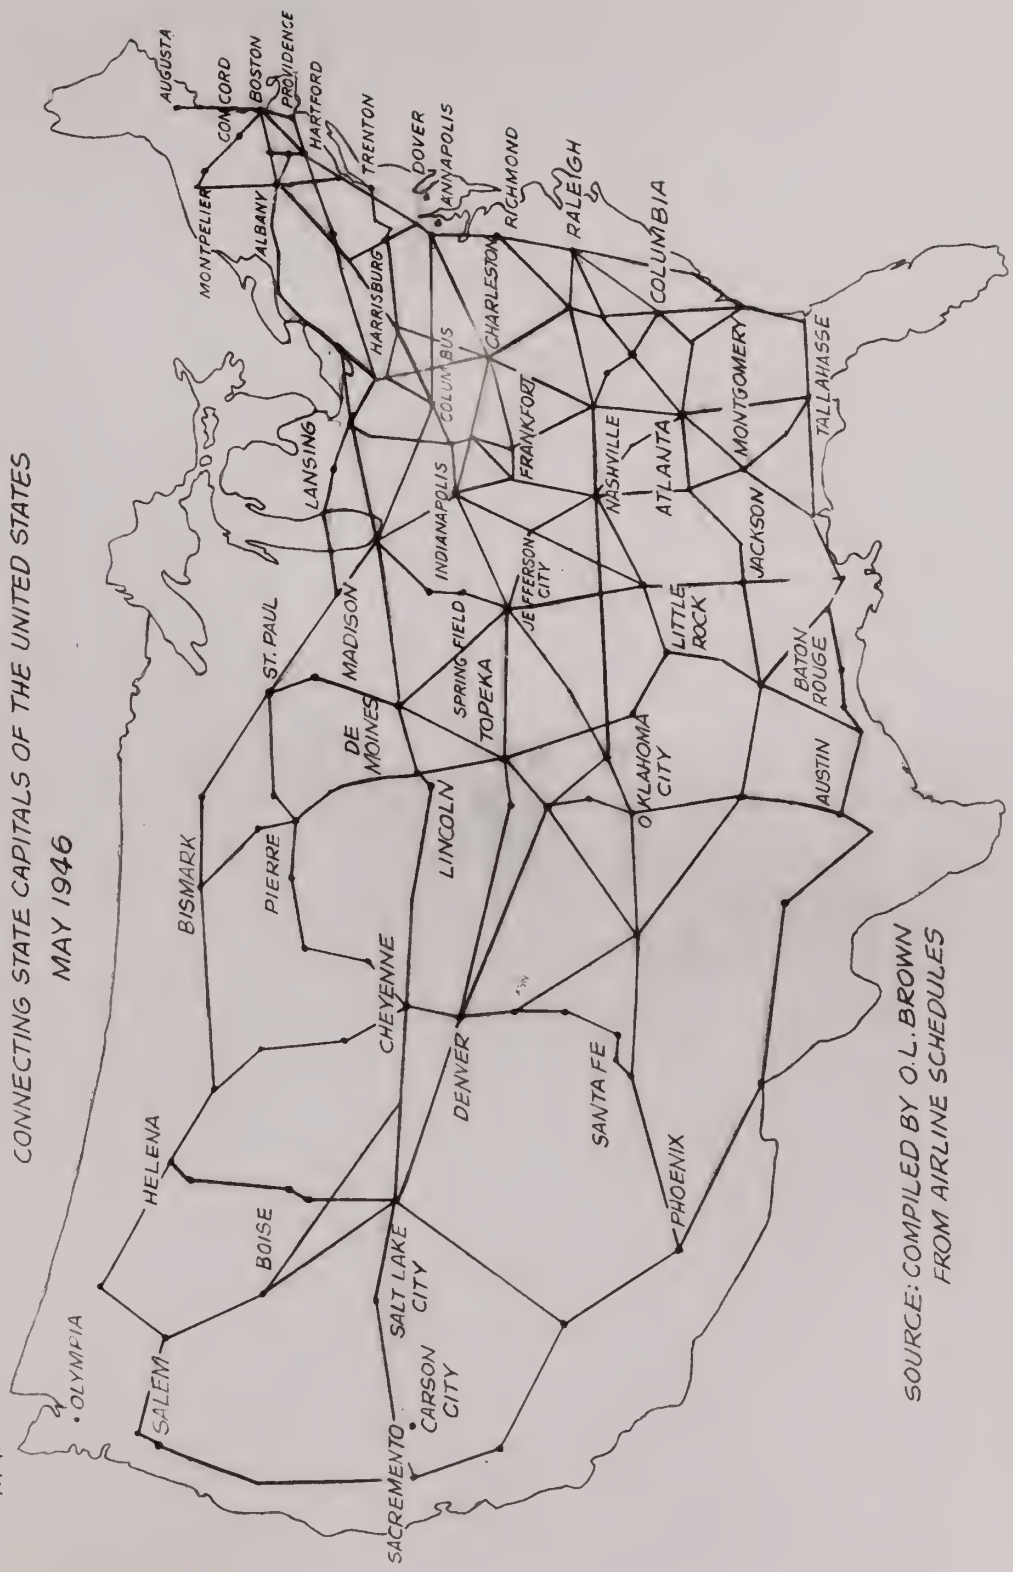 CONNECTING STATE CAPITALS OF THE UNITED STATES
MAY 1946
OLYMPIA
SALEM
HELENA
BOISE
BISMARK
PIERRE
ST. PAUL
MADISON
LANSING
MONTPELIER
AUGUSTA
CONCORD
BOSTON
PROVIDENCE
HARTFORD
ALBANY
TRENTON
HARRISBURG
DOVER
ANNAPOLIS
SACREMENTO
CARSON
CITY
SALT LAKE
CITY
CHEYENNE
DENVER
LINCOLN
DE
MOINES
TOPEKA
SPRINGFIELD
JEFFERSON
CITY
INDIANAPOLIS
COLUMBUS
FRANKFORT
CHARLESTON
RICHMOND
RALEIGH
COLUMBIA
PHOENIX
SANTA FE
OKLAHOMA
CITY
LITTLE
ROCK
NASHVILLE
ATLANTA
AUSTIN
BATON
ROUGE
JACKSON
MONTGOMERY
TALLAHASSE
SOURCE: COMPILED BY O.L. BROWN
FROM AIRLINE SCHEDULES